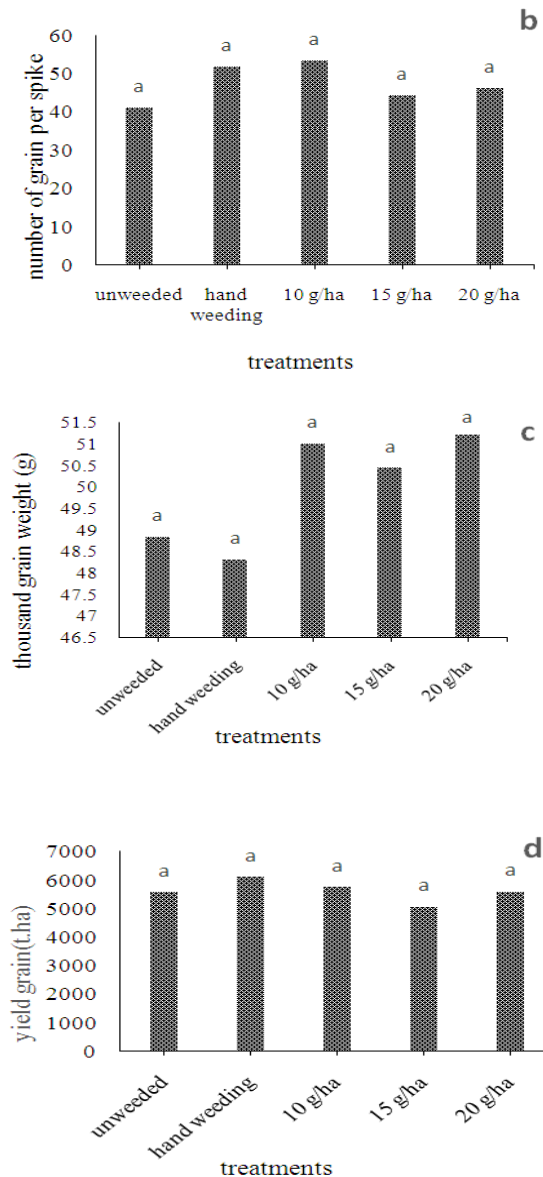 b
number of grain per spike
60
50
40
30
20
10
0
a
a
a
a
a
unweeded
hand
weeding
10 g/ha
15 g/ha
20 g/ha
treatments
c
thousand grain weight (g)
51.5
51
50.5
50
49.5
49
48.5
48
47.5
47
46.5
a
a
a
a
a
unweeded
hand weeding
10 g/ha
15 g/ha
20 g/ha
treatments
d
yield grain(t.ha)
7000
6000
5000
4000
3000
2000
1000
0
a
a
a
a
a
unweeded
hand weeding
10 g/ha
15 g/ha
20 g/ha
treatments